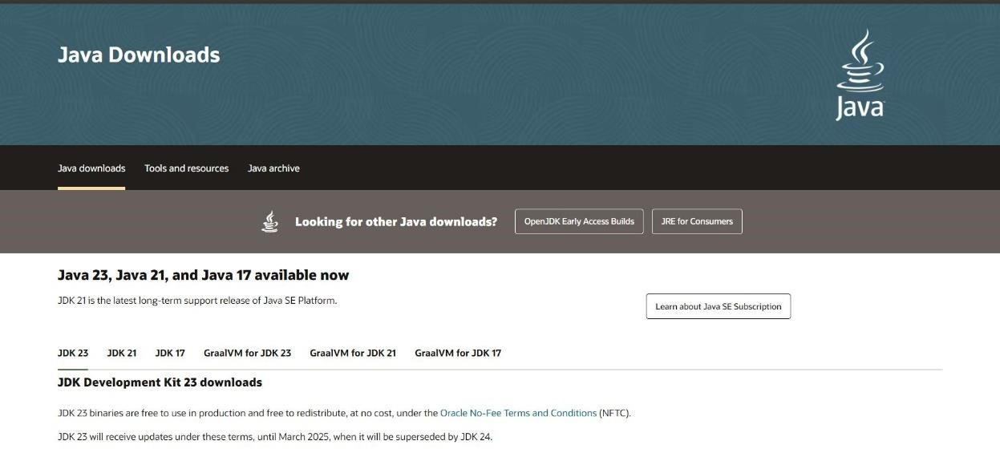 Java Downloads
Java
Java downloads Tools and resources Java archive
Looking for other Java downloads? OpenJDK Early Access Builds JRE for Consumers
Java 23, Java 21, and Java 17 available now
JDK 21 is the latest long-term support release of Java SE Platform.
Learn about Java SE Subscription
JDK 23 JDK 21 JDK 17 GraalVM for JDK 23 GraalVM for JDK 21 GraalVM for JDK 17
JDK Development Kit 23 downloads
JDK 23 binaries are free to use in production and free to redistribute, at no cost, under the Oracle No-Fee Terms and Conditions (NFTC).
JDK 23 will receive updates under these terms, until March 2025, when it will be superseded by JDK 24.